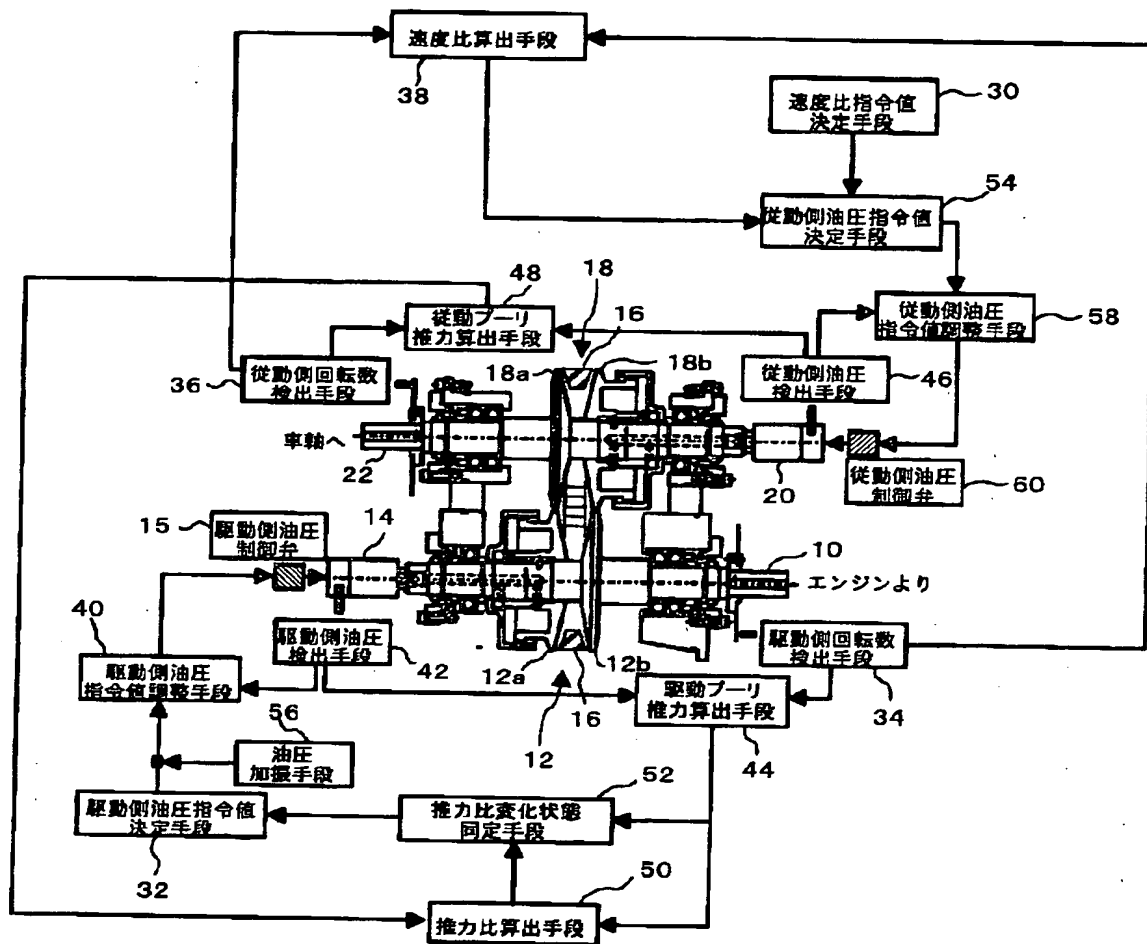 速度比算出手段
38
速度比指令値
決定手段
30
54
従動側油圧指令値
決定手段
48
18
従動プーリ
推力算出手段
16
従動側油圧
指令値調整手段
58
18a
18b
36
従動側回転数
検出手段
従動側油圧
検出手段
46
車軸へ
22
20
従動側油圧
制御弁
60
15
駆動側油圧
制御弁
14
10
エンジンより
40
駆動側油圧
検出手段
42
駆動側回転数
検出手段
34
駆動側油圧
指令値調整手段
12a
12b
16
12
駆動プーリ
推力算出手段
44
56
油圧
加振手段
52
駆動側油圧指令値
決定手段
32
推力比変化状態
同定手段
50
推力比算出手段